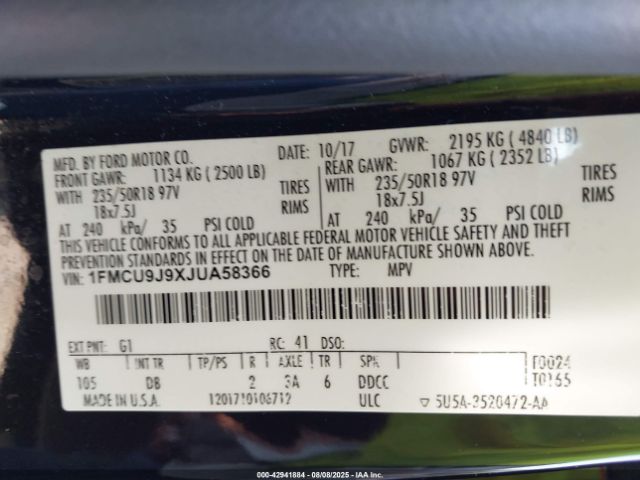 MFD. BY FORD MOTOR CO. DATE: 10/17 GVWR: 2195 KG ( 4840 LB)
FRONT GAWR: 1134 KG ( 2500 LB) REAR GAWR: 1067 KG ( 2352 LB)
WITH 235/50R18 97V TIRES WITH 235/50R18 97V TIRES
18x7.5J RIMS 18x7.5J RIMS
AT 240 kPa/ 35 PSI COLD AT 240 kPa/ 35 PSI COLD
THIS VEHICLE CONFORMS TO ALL APPLICABLE FEDERAL MOTOR VEHICLE SAFETY AND THEFT
PREVENTION STANDARDS IN EFFECT ON THE DATE OF MANUFACTURE SHOWN ABOVE.
VIN: 1FMCU9J9XJUA58366 TYPE: MPV
EXT PNT: G1 RC: 41 DSO:
WB INT TR TP/PS R AXLE TR SPR
105 DB 2 3A 6 DDCC
F0024
T0165
MADE IN U.S.A. ULC 5U5A-3520472-AA
000-42941884 | 08/08/2025 - IAA, Inc.